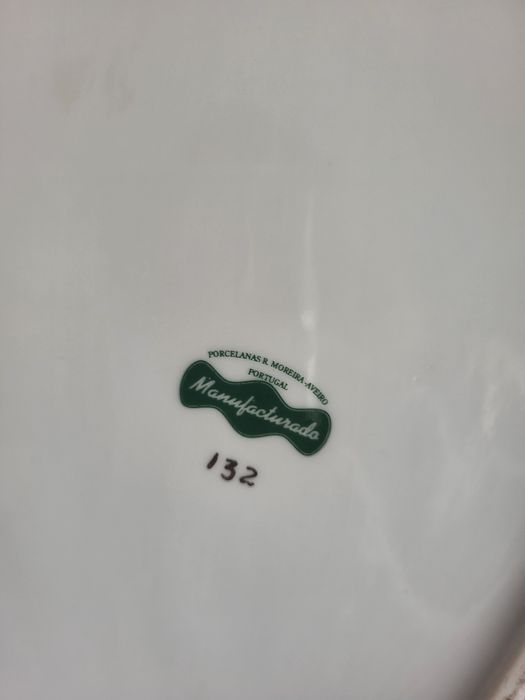 PORCELANAS R. MOREIRA-AVEIRO
PORTUGAL
Manufacturado
132